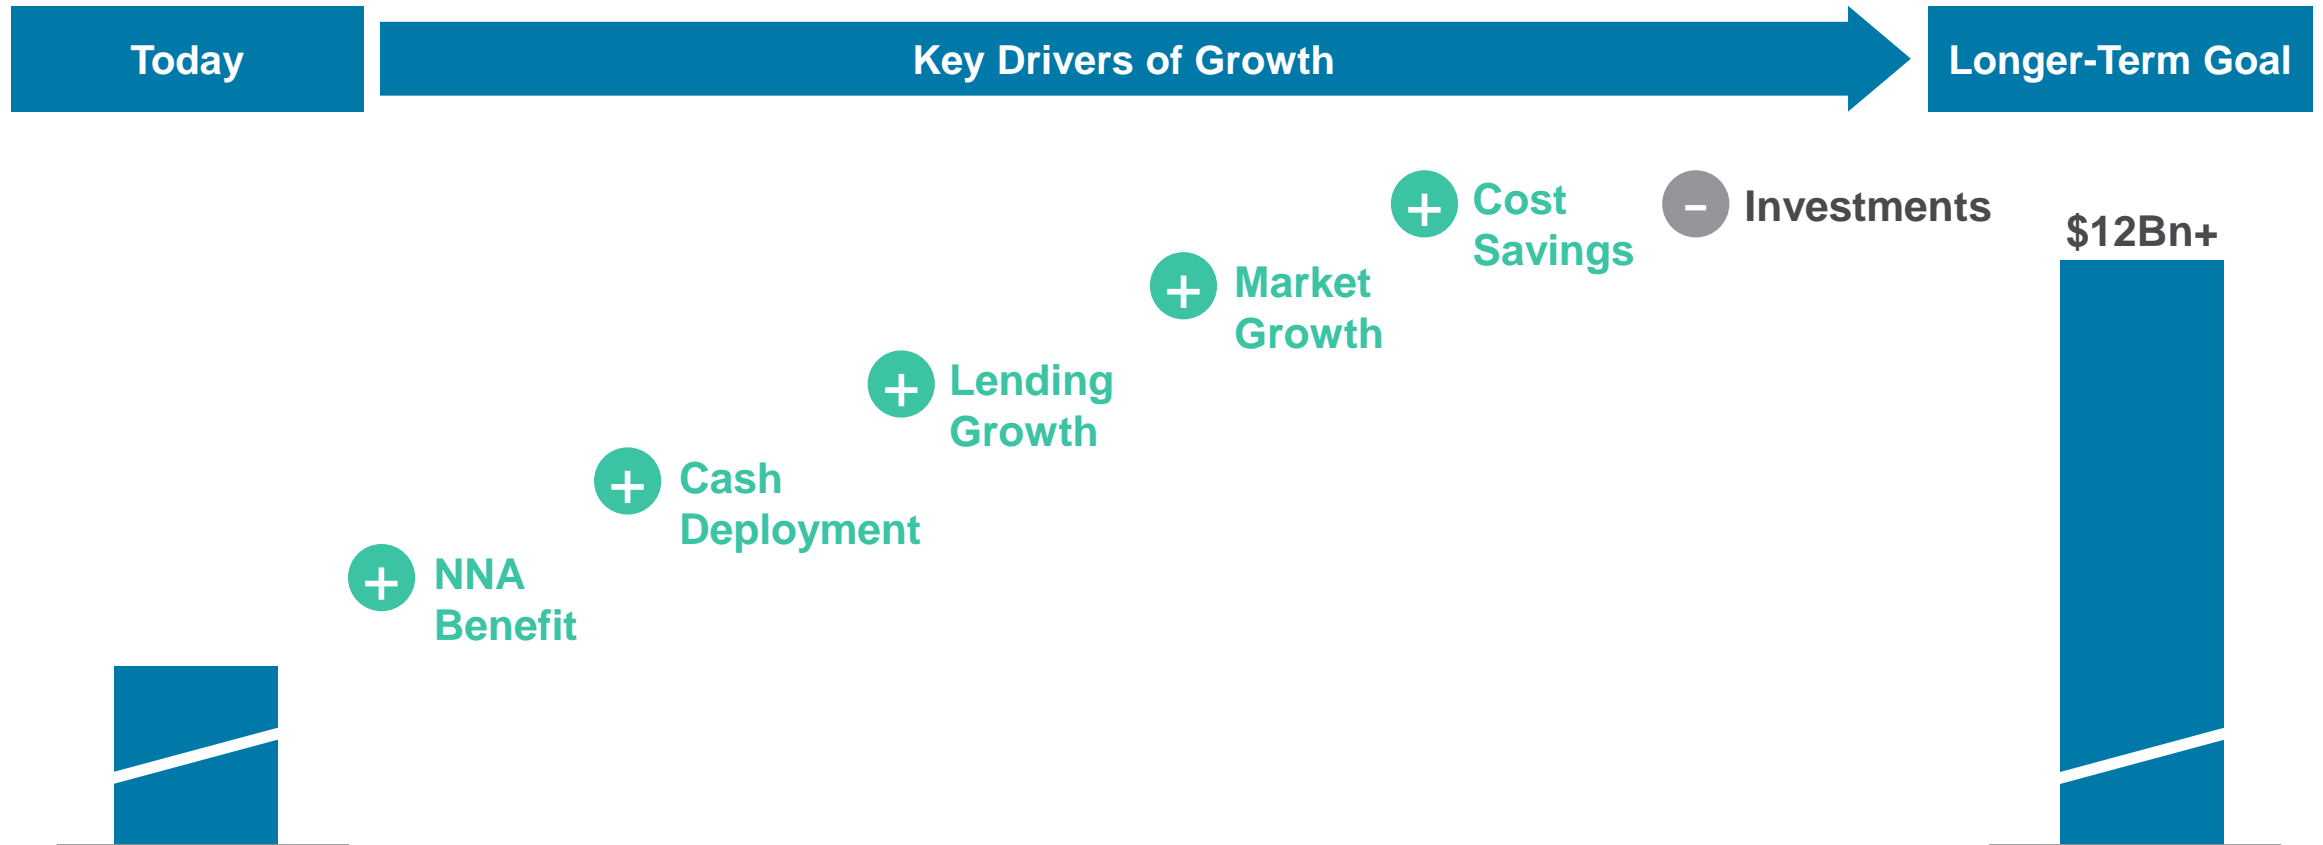 Today
Key Drivers of Growth
Longer-Term Goal
+ Cost
Savings
- Investments
$12Bn+
+ Market
Growth
+ Lending
Growth
+ Cash
Deployment
+ NNA
Benefit